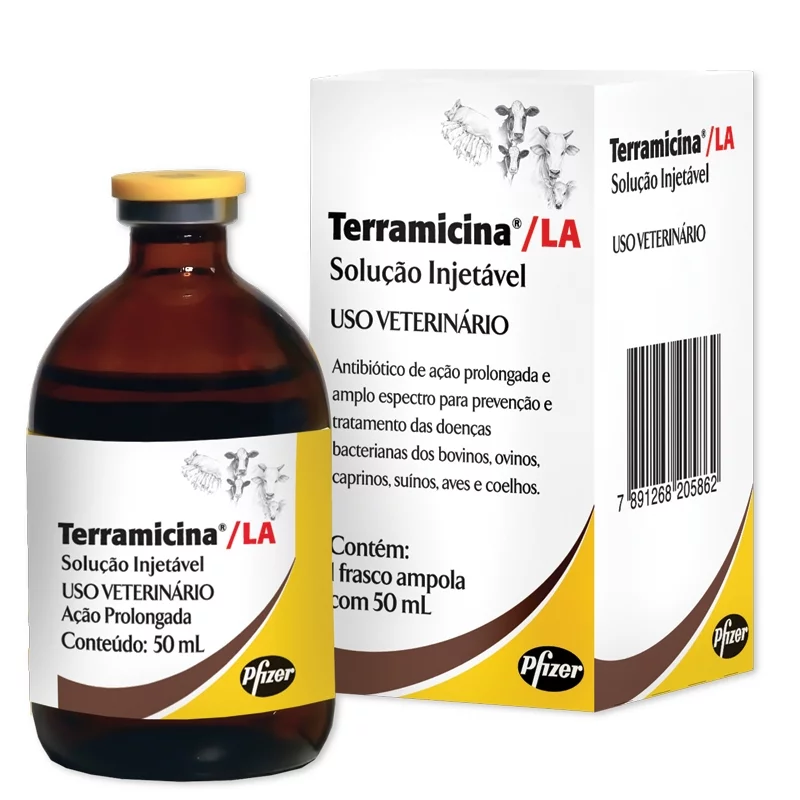 Terramicina®/LA
Solução Injetável
USO VETERINÁRIO
Ação Prolongada
Conteúdo: 50 mL
Pfizer
Terramicina®/LA
Solução Injetável
USO VETERINÁRIO
Antibiótico de ação prolongada e
amplo espectro para prevenção e
tratamento das doenças
bacterianas dos bovinos, ovinos,
caprinos, suínos, aves e coelhos.
Contém:
1 frasco ampola
com 50 mL
Pfizer
Terramicina®/LA
Solução Injetável
USO VETERINÁRIO
7 891268 205862
Pfizer